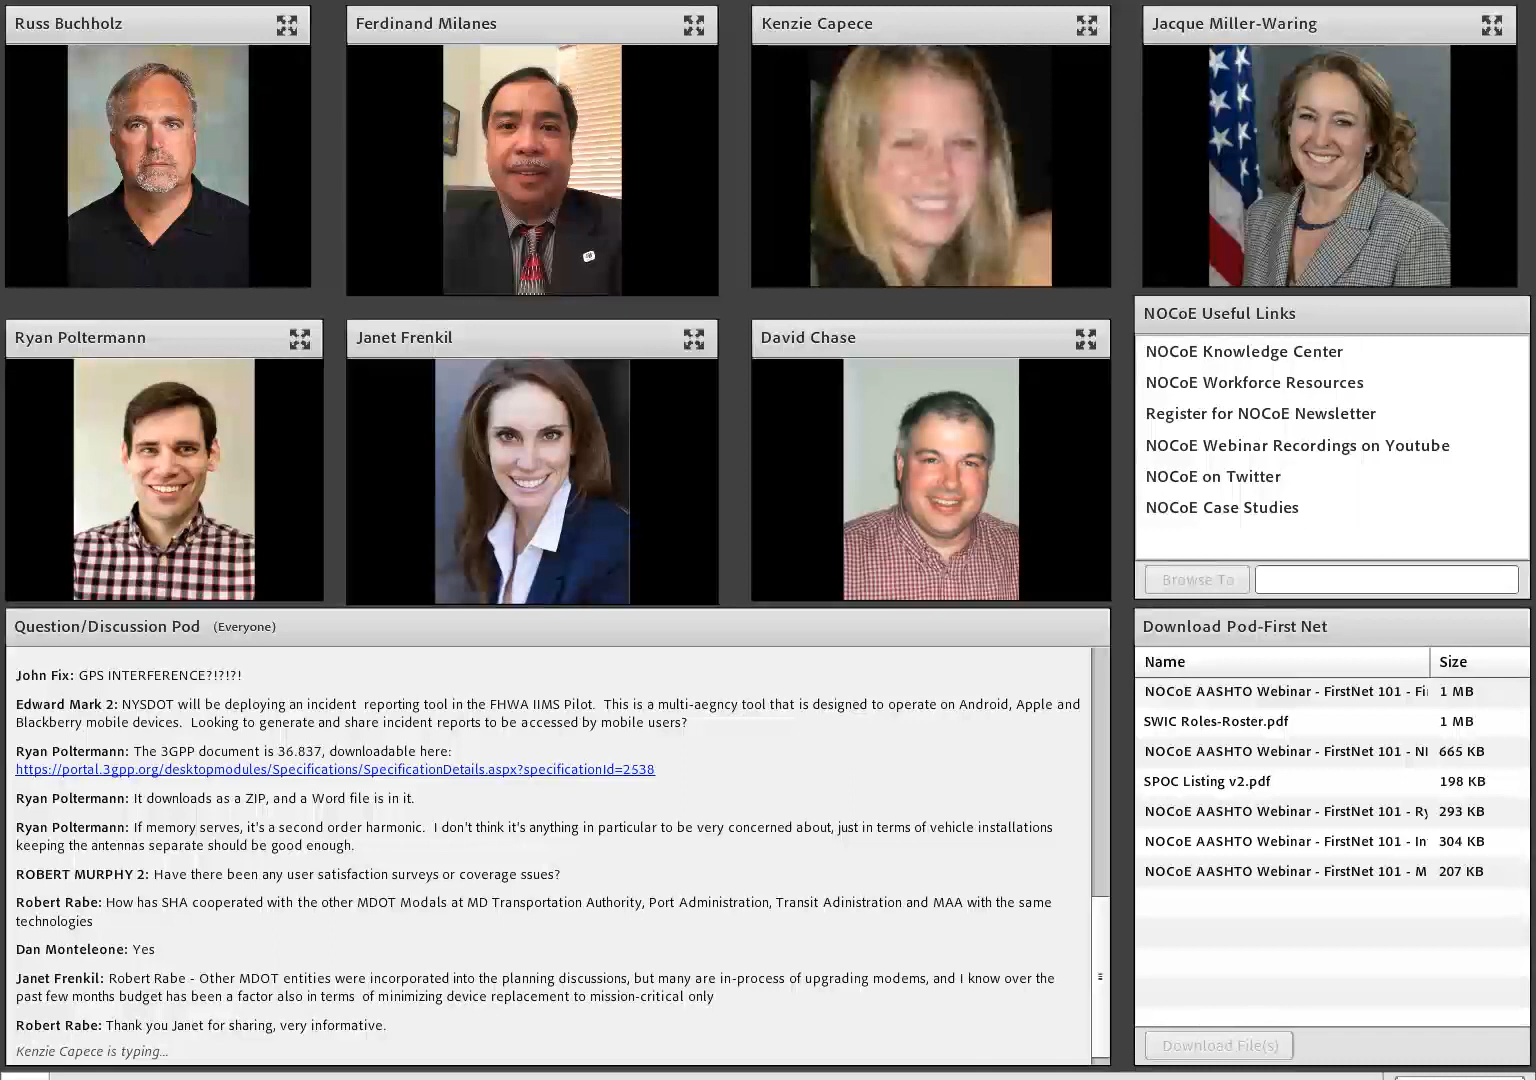 Russ Buchholz
Ferdinand Milanes
Kenzie Capece
Jacque Miller-Waring
Ryan Poltermann
Janet Frenkil
David Chase
NOCoE Useful Links
NOCoE Knowledge Center
NOCoE Workforce Resources
Register for NOCoE Newsletter
NOCoE Webinar Recordings on Youtube
NOCoE on Twitter
NOCoE Case Studies
Browse To
Question/Discussion Pod (Everyone)
John Fix: GPS INTERFERENCE?!?!?!
Edward Mark 2: NYSDOT will be deploying an incident reporting tool in the FHWA IIMS Pilot. This is a multi-aegncy tool that is designed to operate on Android, Apple and
Blackberry mobile devices. Looking to generate and share incident reports to be accessed by mobile users?
Ryan Poltermann: The 3GPP document is 36.837, downloadable here:
https://portal.3gpp.org/desktopmodules/Specifications/SpecificationDetails.aspx?specificationId=2538
Ryan Poltermann: It downloads as a ZIP, and a Word file is in it.
Ryan Poltermann: If memory serves, it's a second order harmonic. I don't think it's anything in particular to be very concerned about, just in terms of vehicle installations
keeping the antennas separate should be good enough.
ROBERT MURPHY 2: Have there been any user satisfaction surveys or coverage ssues?
Robert Rabe: How has SHA cooperated with the other MDOT Modals at MD Transportation Authority, Port Administration, Transit Adinistration and MAA with the same
technologies
Dan Monteleone: Yes
Janet Frenkil: Robert Rabe - Other MDOT entities were incorporated into the planning discussions, but many are in-process of upgrading modems, and I know over the
past few months budget has been a factor also in terms of minimizing device replacement to mission-critical only
Robert Rabe: Thank you Janet for sharing, very informative.
Kenzie Capece is typing...
Download Pod-First Net
Name Size
NOCoE AASHTO Webinar - FirstNet 101 - Fi 1 MB
SWIC Roles-Roster.pdf 1 MB
NOCoE AASHTO Webinar - FirstNet 101 - NI 665 KB
SPOC Listing v2.pdf 198 KB
NOCoE AASHTO Webinar - FirstNet 101 - Ry 293 KB
NOCoE AASHTO Webinar - FirstNet 101 - In 304 KB
NOCoE AASHTO Webinar - FirstNet 101 - M 207 KB
Download File(s)